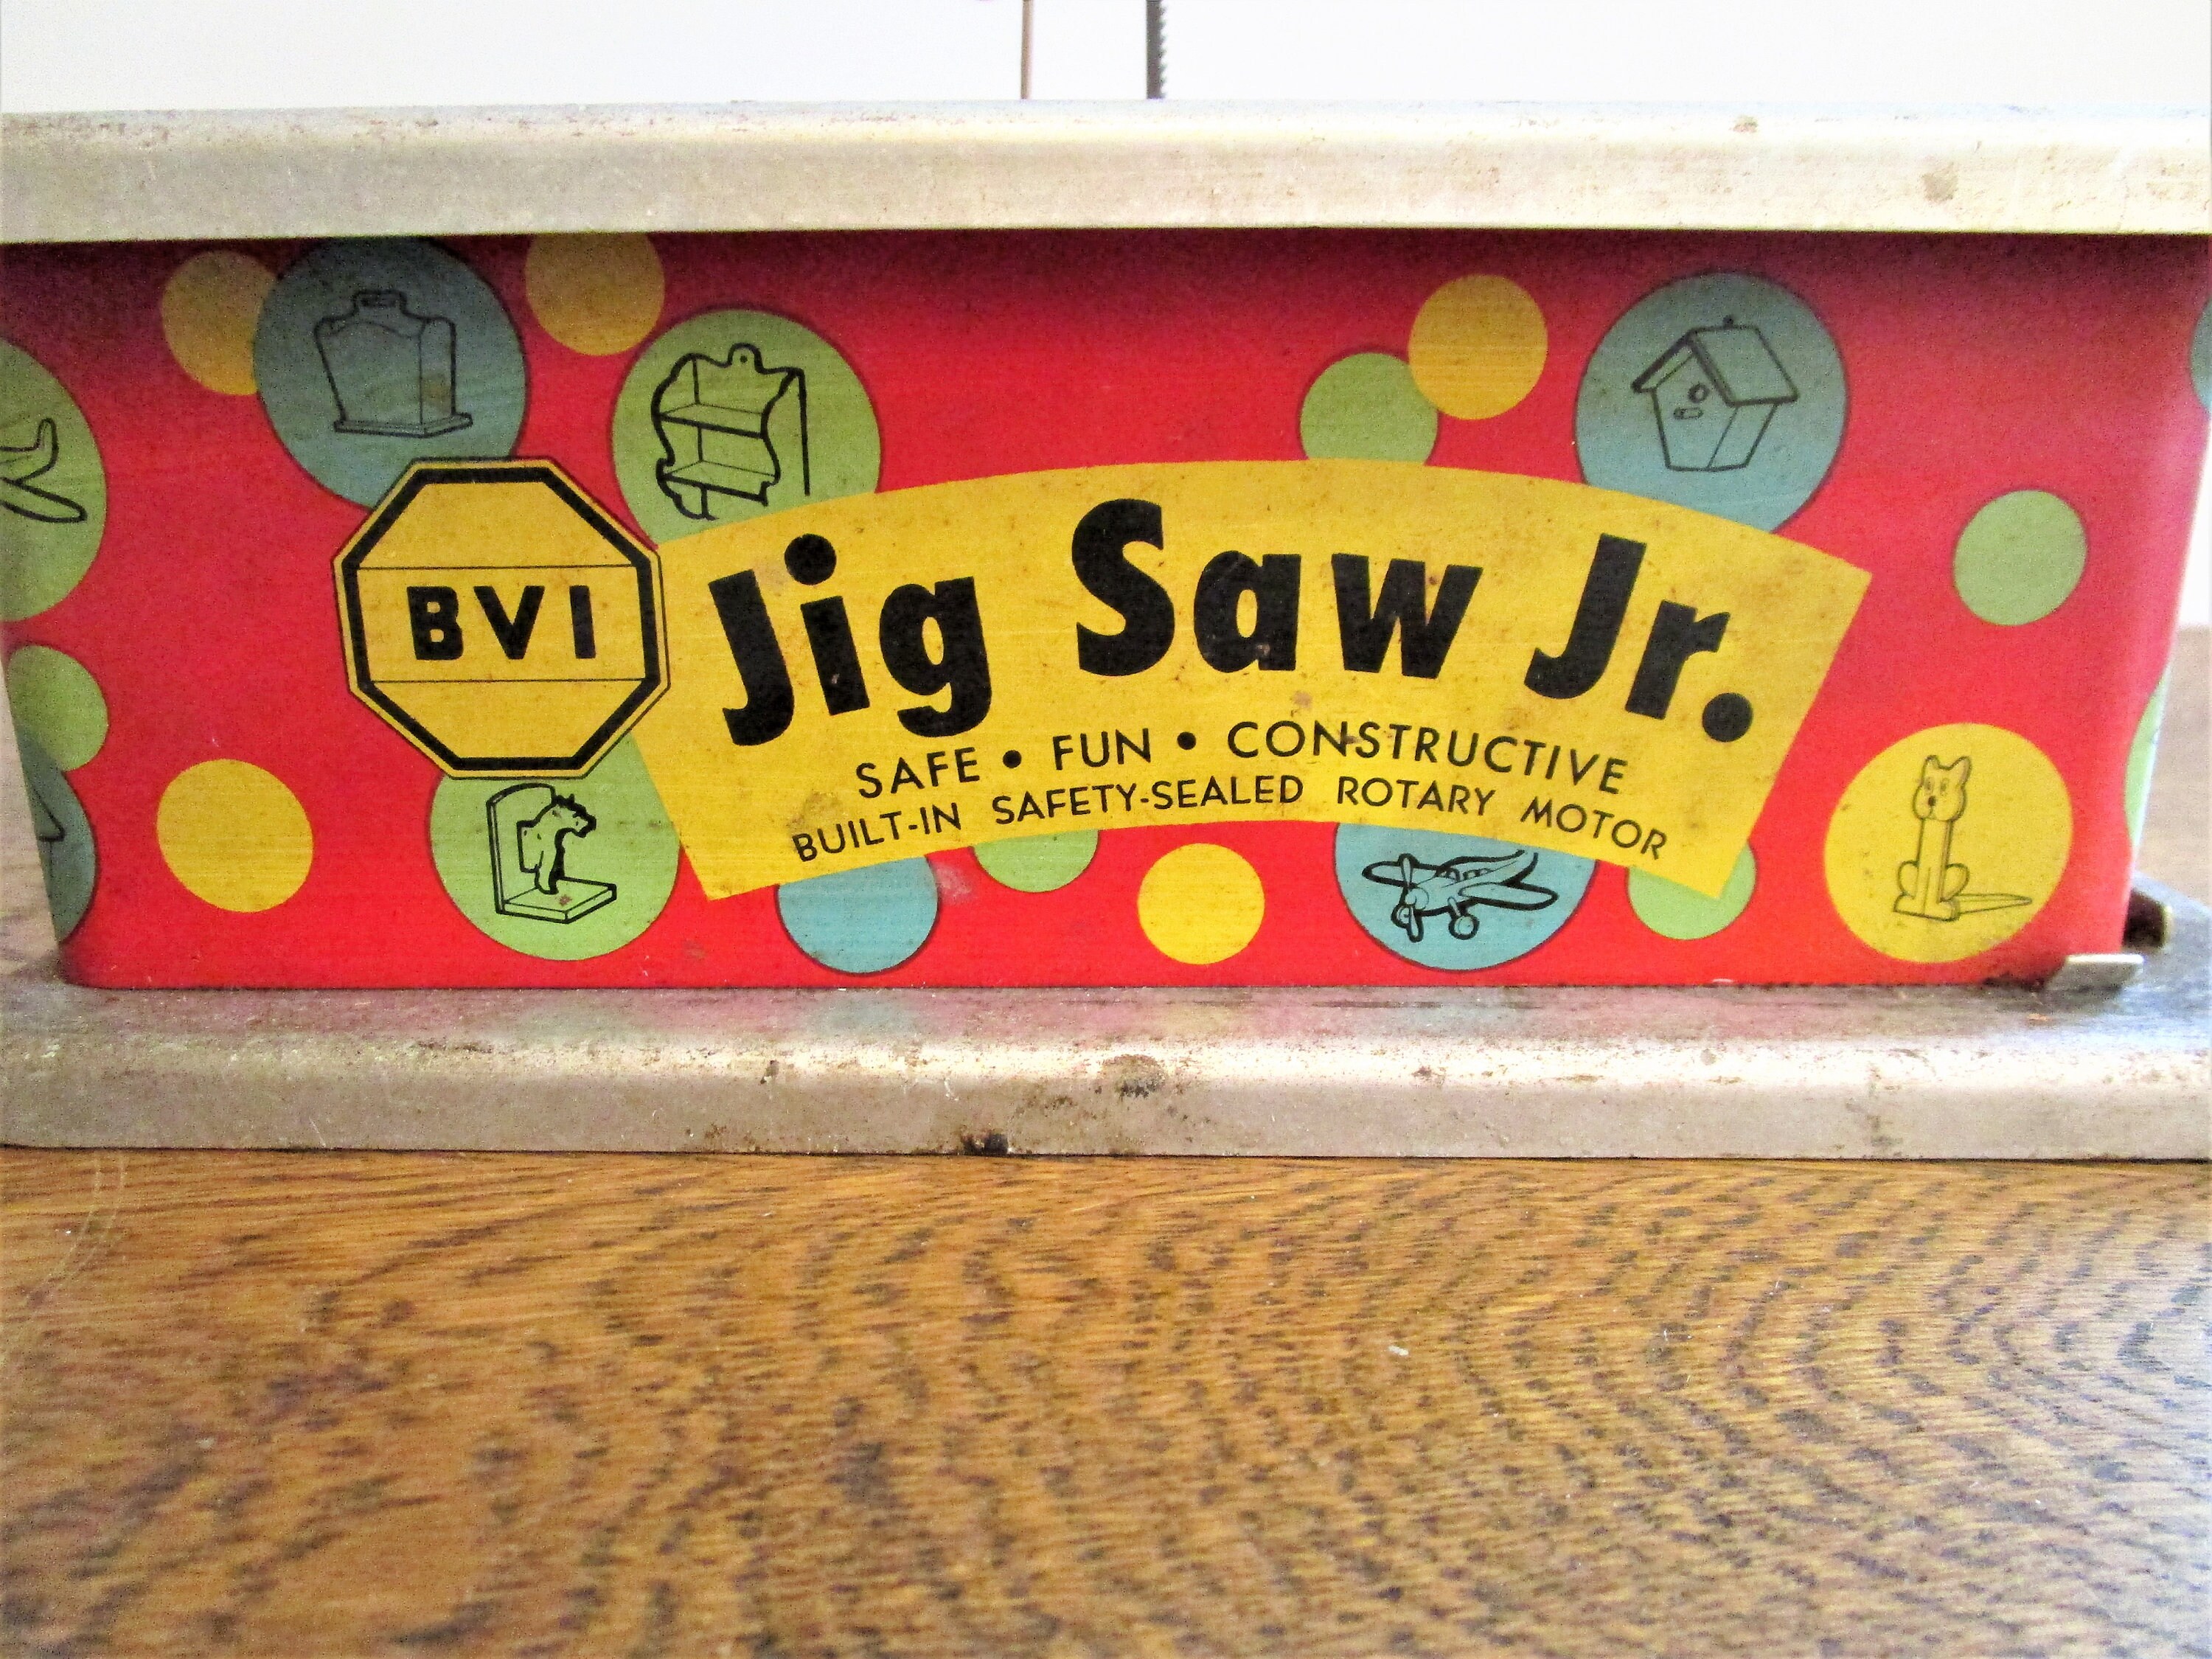 BVI
Jig Saw Jr.
SAFE • FUN • CONSTRUCTIVE
BUILT-IN SAFETY-SEALED ROTARY MOTOR